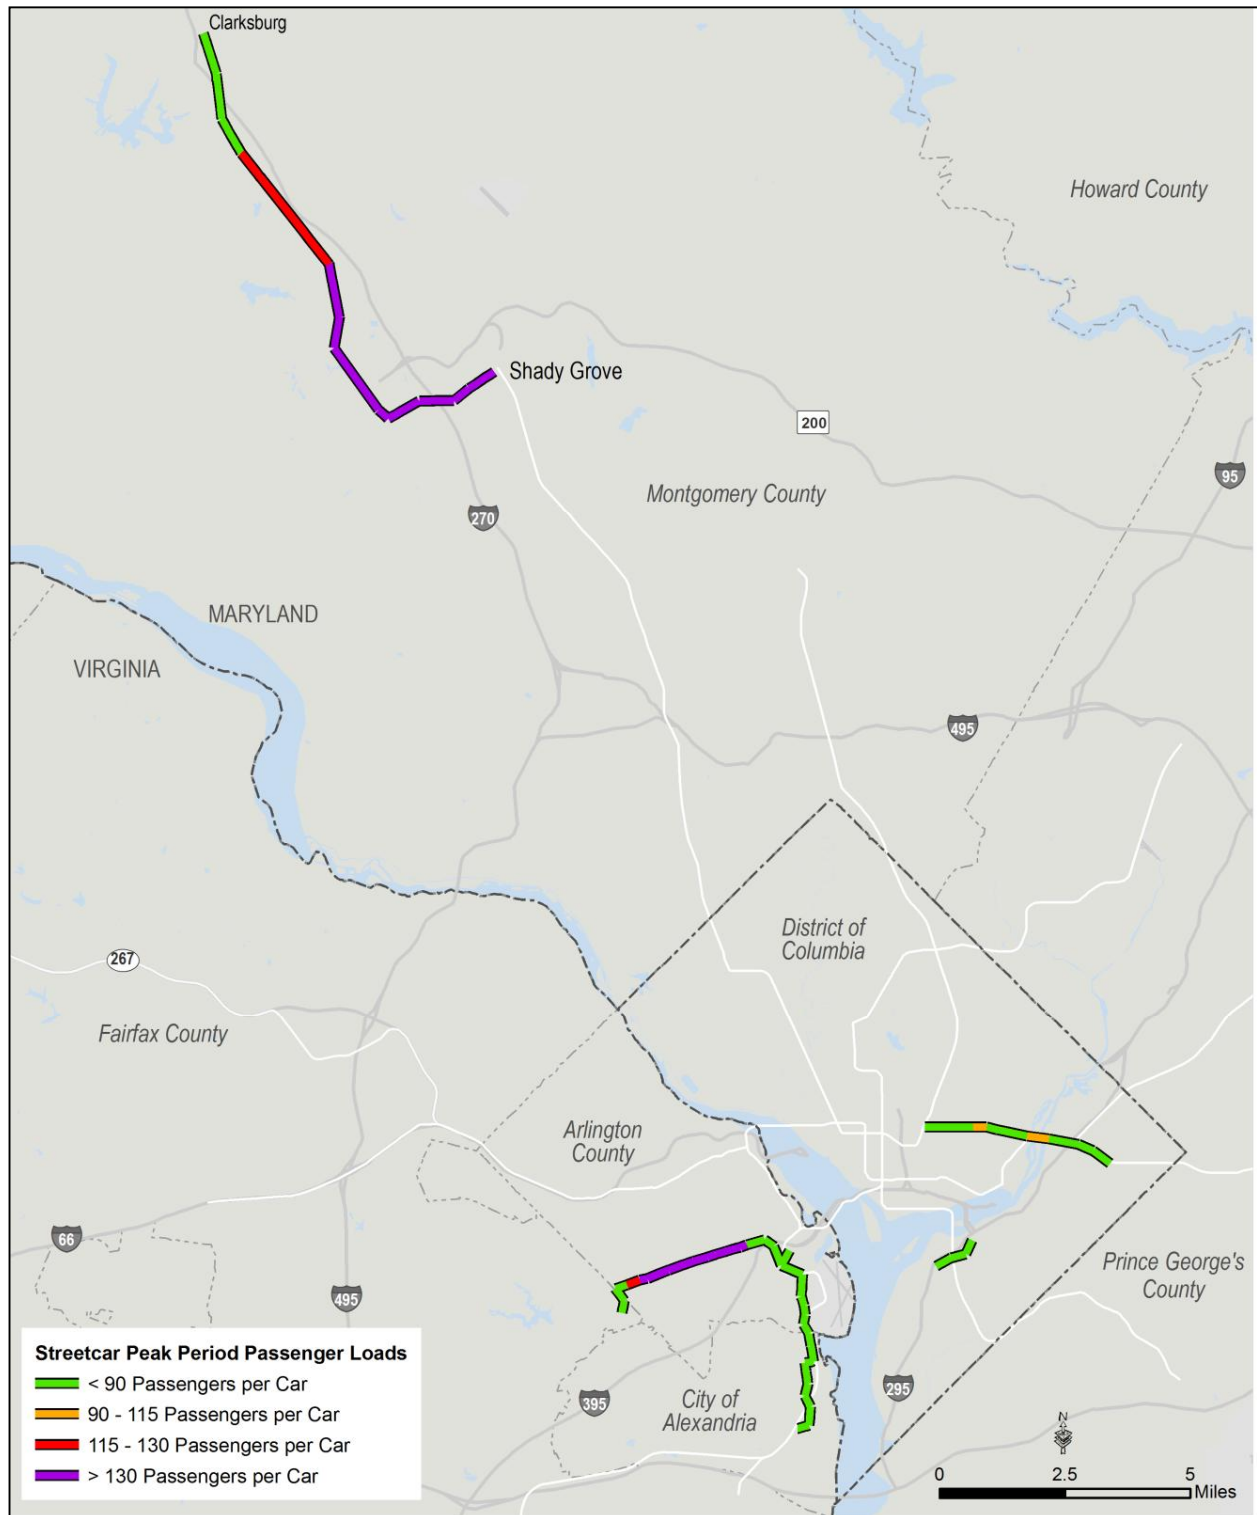 Clarksburg
Howard County
Shady Grove
200
95
Montgomery County
270
MARYLAND
VIRGINIA
495
District of
Columbia
267
Fairfax County
Arlington
County
66
Prince George's
County
495
Streetcar Peak Period Passenger Loads
< 90 Passengers per Car
90 - 115 Passengers per Car
115 - 130 Passengers per Car
> 130 Passengers per Car
395
City of
Alexandria
295
N
0 2.5 5
Miles